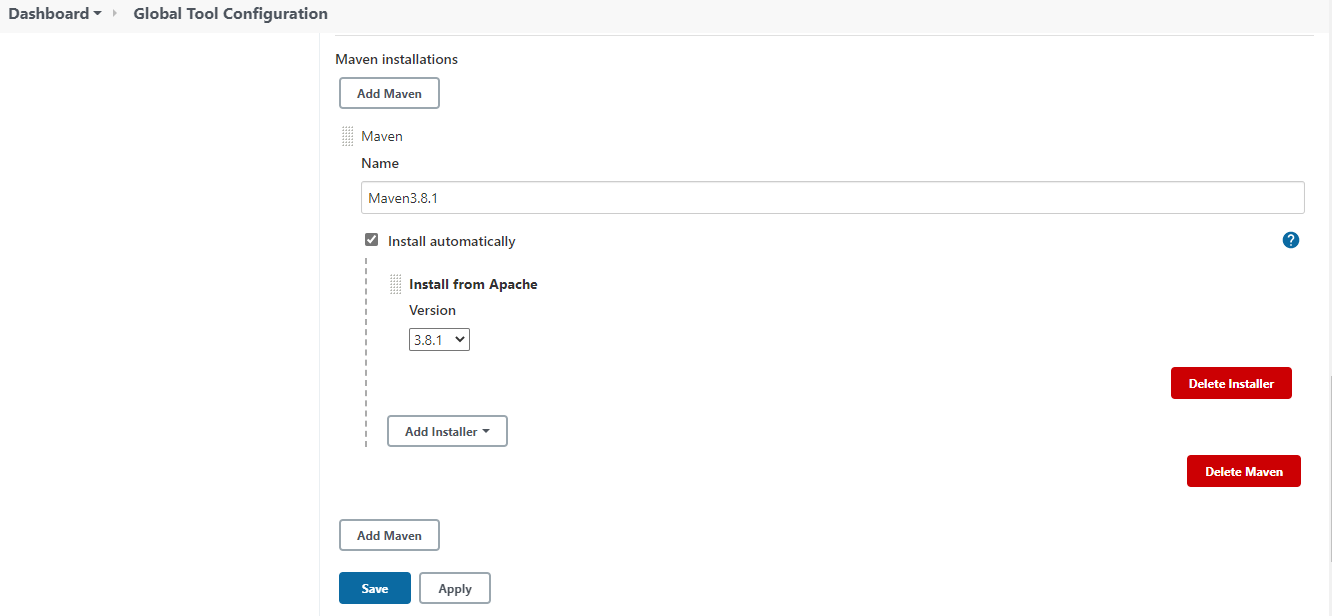 Dashboard Global Tool Configuration
Maven installations
Add Maven
Maven
Name
Maven3.8.1
Install automatically
?
Install from Apache
Version
3.8.1
Delete Installer
Add Installer
Delete Maven
Add Maven
Save Apply